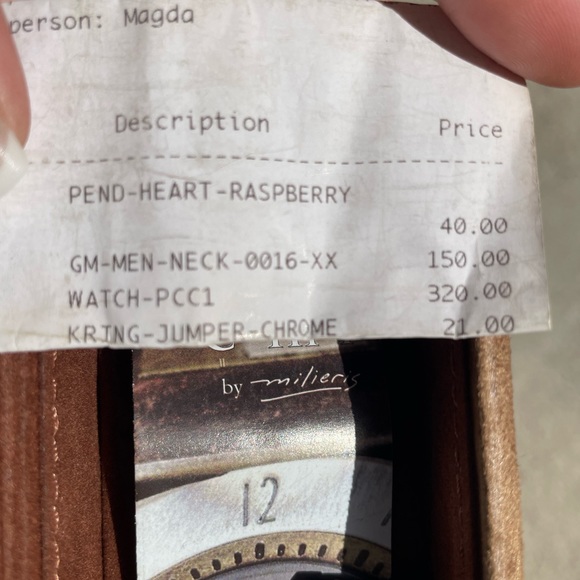 person: Magda
Description Price
PEND-HEART-RASPBERRY
40.00
GM-MEN-NECK-0016-XX 150.00
WATCH-PCC1 320.00
KRING-JUMPER-CHROME 21.00
by milieris
12